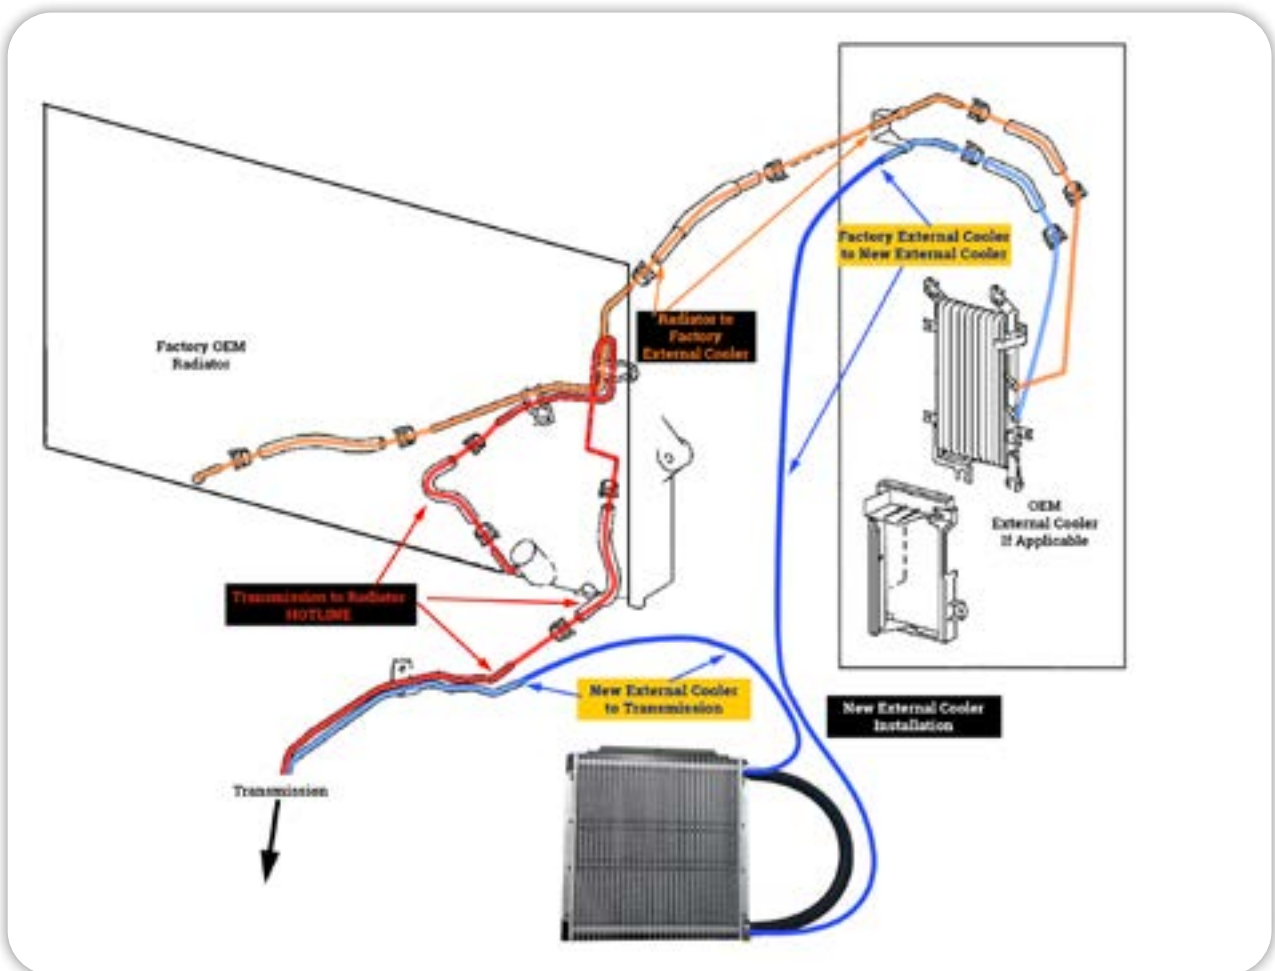 Factory External Cooler
to New External Cooler
Radiator to
Factory
External Cooler
Factory OEM
Radiator
OEM
External Cooler
If Applicable
Transmission to Radiator
HOTLINE
New External Cooler
to Transmission
New External Cooler
Installation
Transmission